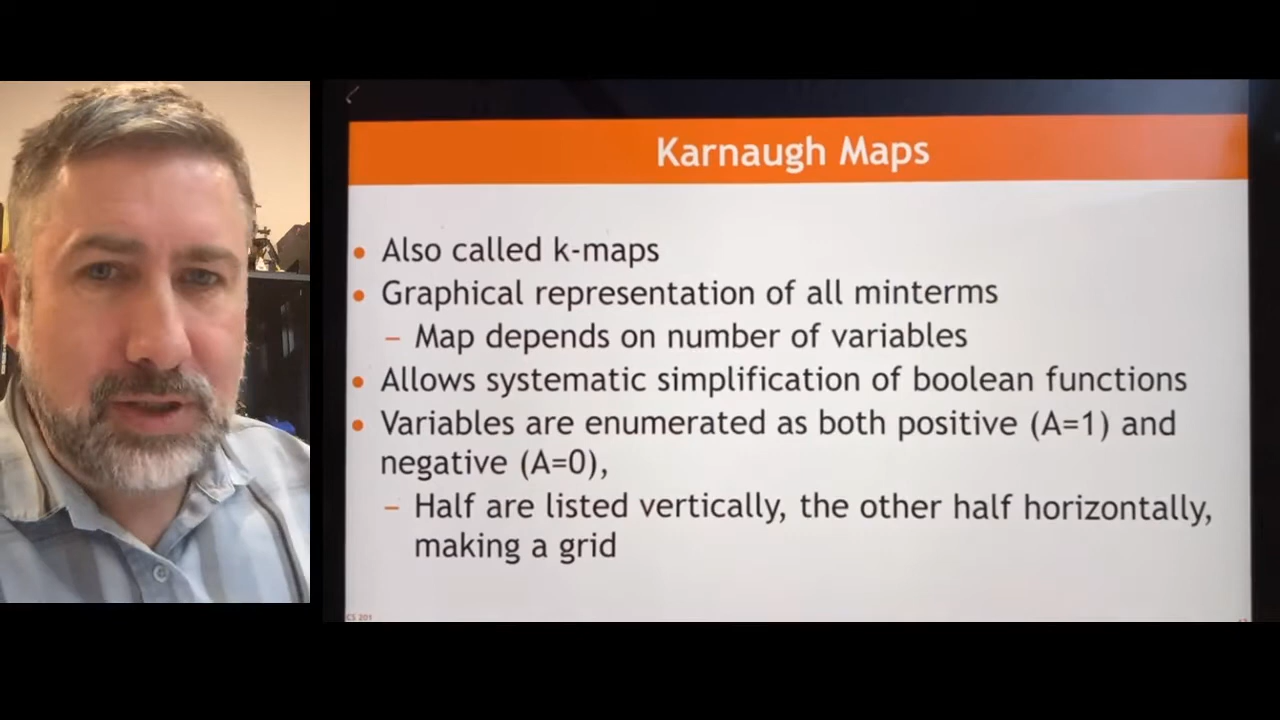 Karnaugh Maps
• Also called k-maps
• Graphical representation of all minterms
– Map depends on number of variables
• Allows systematic simplification of boolean functions
• Variables are enumerated as both positive (A=1) and
negative (A=0),
– Half are listed vertically, the other half horizontally,
making a grid
CS 201